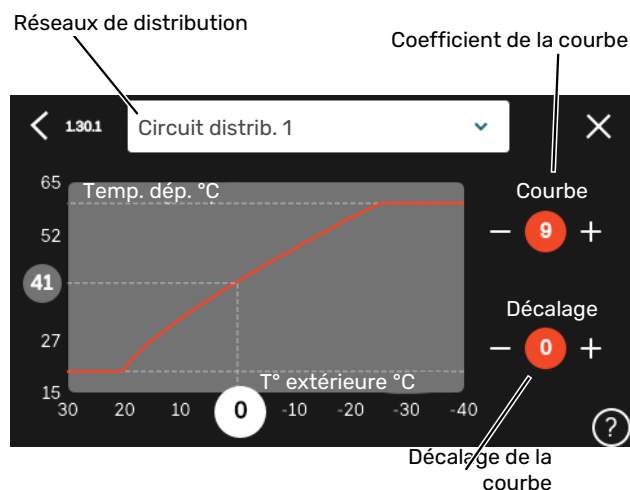 Réseaux de distribution
Coefficient de la courbe
1.30.1
Circuit distrib. 1
65
Temp. dép. °C
Courbe
52
9
41
Décalage
27
0
T° extérieure °C
15
30 20 10 0 -10 -20 -30 -40
?
Décalage de la
courbe